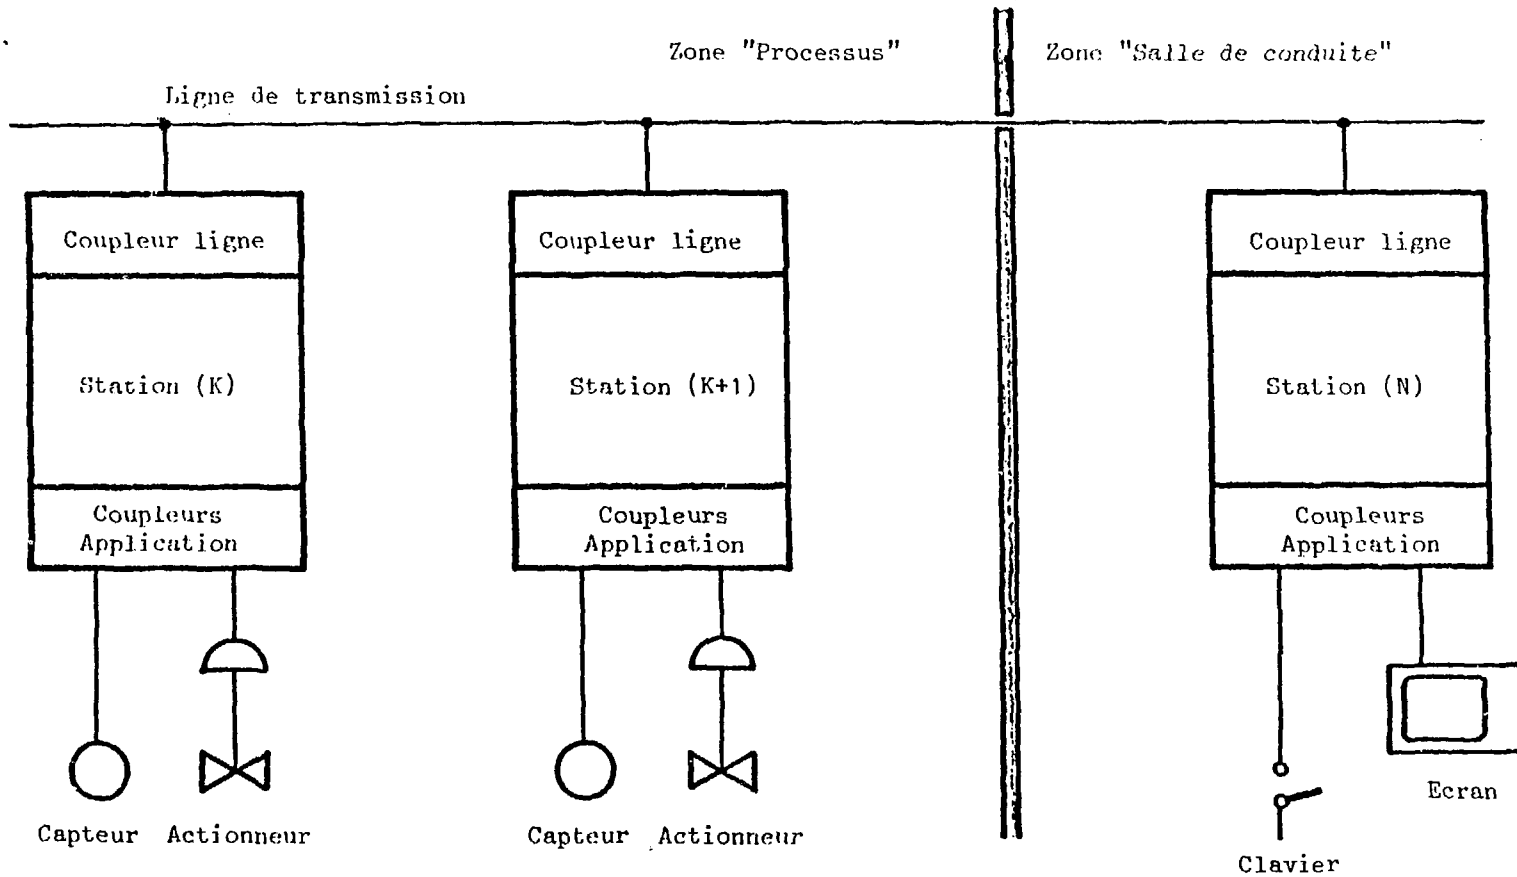 Zone "Processus"
Zone "Salle de conduite"
Ligne de transmission
Coupleur ligne
Coupleur ligne
Coupleur ligne
Station (K)
Station (K+1)
Station (N)
Coupleurs
Application
Coupleurs
Application
Coupleurs
Application
Capteur
Actionneur
Capteur
Actionneur
Ecran
Clavier